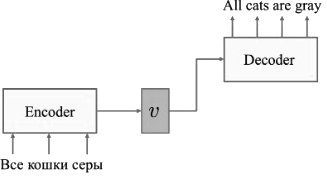 All cats are gray
Decoder
Encoder
v
Все кошки серы